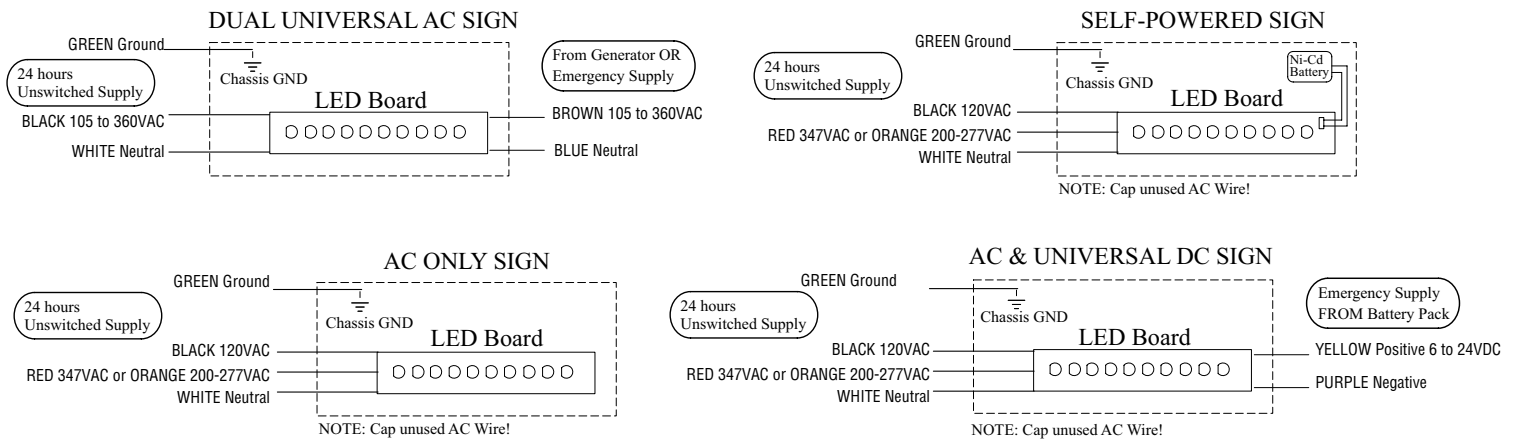 DUAL UNIVERSAL AC SIGN
GREEN Ground
Chassis GND
24 hours
Unswitched Supply
From Generator OR
Emergency Supply
LED Board
BLACK 105 to 360VAC
BROWN 105 to 360VAC
WHITE Neutral
BLUE Neutral
SELF-POWERED SIGN
GREEN Ground
Chassis GND
Ni-Cd
Battery
24 hours
Unswitched Supply
LED Board
BLACK 120VAC
RED 347VAC or ORANGE 200-277VAC
WHITE Neutral
NOTE: Cap unused AC Wire!
AC ONLY SIGN
GREEN Ground
Chassis GND
24 hours
Unswitched Supply
LED Board
BLACK 120VAC
RED 347VAC or ORANGE 200-277VAC
WHITE Neutral
NOTE: Cap unused AC Wire!
AC & UNIVERSAL DC SIGN
GREEN Ground
Chassis GND
24 hours
Unswitched Supply
Emergency Supply
FROM Battery Pack
LED Board
BLACK 120VAC
YELLOW Positive 6 to 24VDC
RED 347VAC or ORANGE 200-277VAC
PURPLE Negative
WHITE Neutral
NOTE: Cap unused AC Wire!